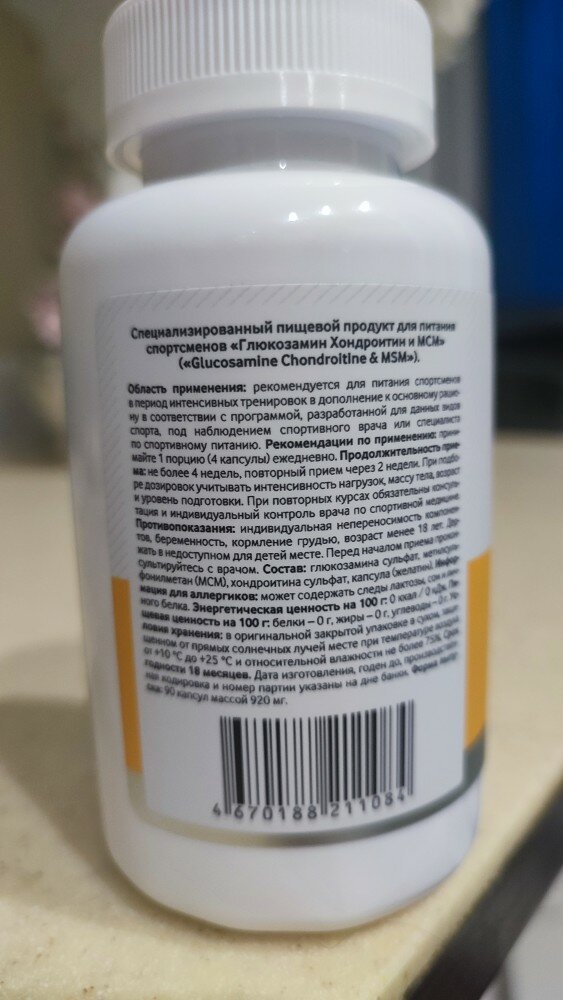 Специализированный пищевой продукт для питания
спортсменов «Глюкозамин Хондроитин и МСМ»
(«Glucosamine Chondroitine & MSM»).
Область применения: рекомендуется для питания спортсменов
в период интенсивных тренировок в дополнение к основному рацио-
ну в соответствии с программой, разработанной для данных видов
спорта, под наблюдением спортивного врача или специалиста
по спортивному питанию. Рекомендации по применению: прини-
майте 1 порцию (4 капсулы) ежедневно. Продолжительность прие-
ма: не более 4 недель, повторный прием через 2 недели. При подбо-
ре дозировок учитывать интенсивность нагрузок, массу тела, возраст
и уровень подготовки. При повторных курсах обязательны консуль-
тация и индивидуальный контроль врача по спортивной медицине.
Противопоказания: индивидуальная непереносимость компонен-
тов, беременность, кормление грудью, возраст менее 18 лет. Дер-
жать в недоступном для детей месте. Перед началом приема прокон-
сультируйтесь с врачом. Состав: глюкозамина сульфат, метилсуль-
фонилметан (МСМ), хондроитина сульфат, капсула (желатин). Инфор-
мация для аллергиков: может содержать следы лактозы, сои и яич-
ного белка. Энергетическая ценность на 100 г: 0 ккал / 0 кДж. Пи-
щевая ценность на 100 г: белки – 0 г, жиры – 0 г, углеводы – 0 г. Ус-
ловия хранения: в оригинальной закрытой упаковке в сухом, защи-
щенном от прямых солнечных лучей месте при температуре воздуха
от +10 °С до +25 °С и относительной влажности не более 75%. Срок
годности 18 месяцев. Дата изготовления, годен до, производствен-
ная кодировка и номер партии указаны на дне банки. Форма выпу-
ска: 90 капсул массой 920 мг.
4 670188 211084